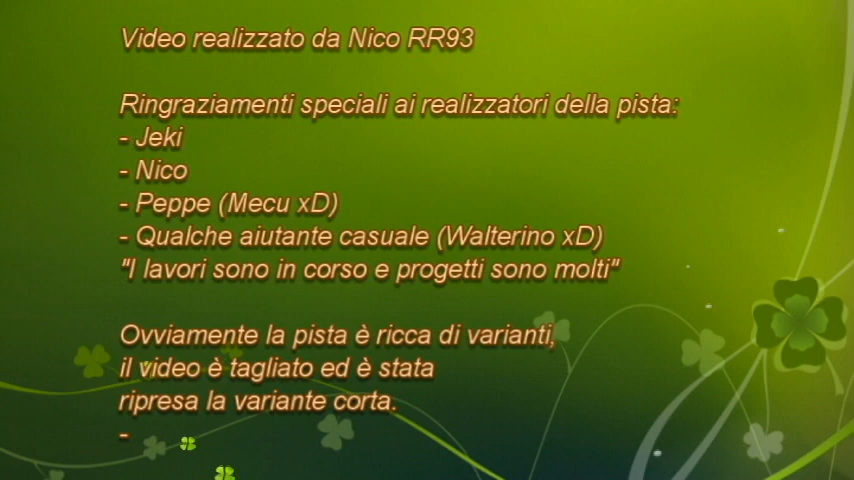 Video realizzato da Nico RR93
Ringraziamenti speciali ai realizzatori della pista:
- Jeki
- Nico
- Peppe (Mecu xD)
- Qualche aiutante casuale (Walterino xD)
"I lavori sono in corso e progetti sono molti"
Ovviamente la pista è ricca di varianti,
il video è tagliato ed è stata
ripresa la variante corta.
-